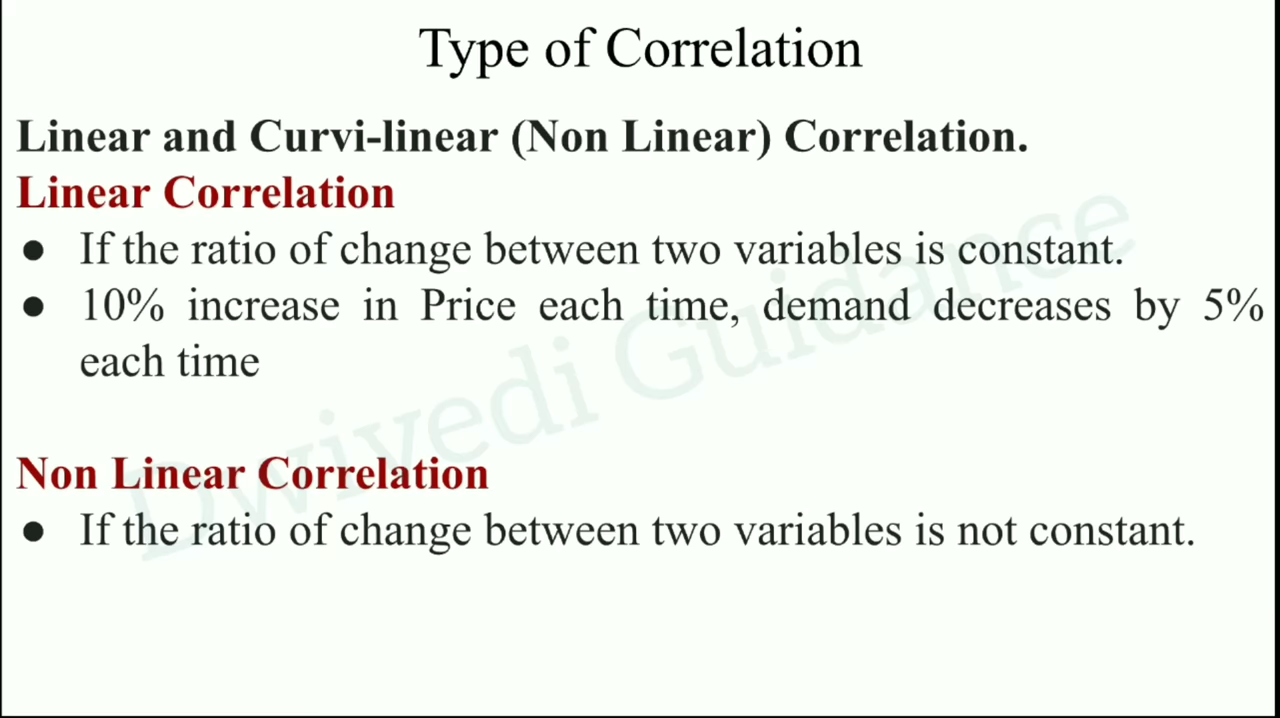 Type of Correlation
Linear and Curvi-linear (Non Linear) Correlation.
Linear Correlation
● If the ratio of change between two variables is constant.
● 10% increase in Price each time, demand decreases by 5%
each time
Non Linear Correlation
● If the ratio of change between two variables is not constant.
Dwivedi Guidance